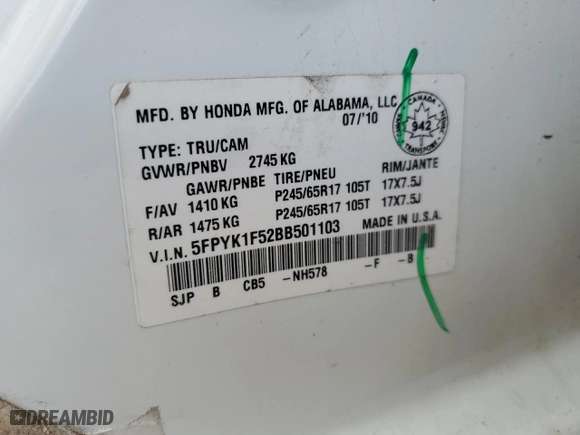 MFD. BY HONDA MFG. OF ALABAMA, LLC
07/'10
CANADA
942
TRANSPORT
TYPE: TRU/CAM
GVWR/PNBV 2745 KG
GAWR/PNBE TIRE/PNEU RIM/JANTE
F/AV 1410 KG P245/65R17 105T 17X7.5J
R/AR 1475 KG P245/65R17 105T 17X7.5J
V.I.N. 5FPYK1F52BB501103 MADE IN U.S.A.
SJP B CB5 -NH578 -F -B
DREAMBID